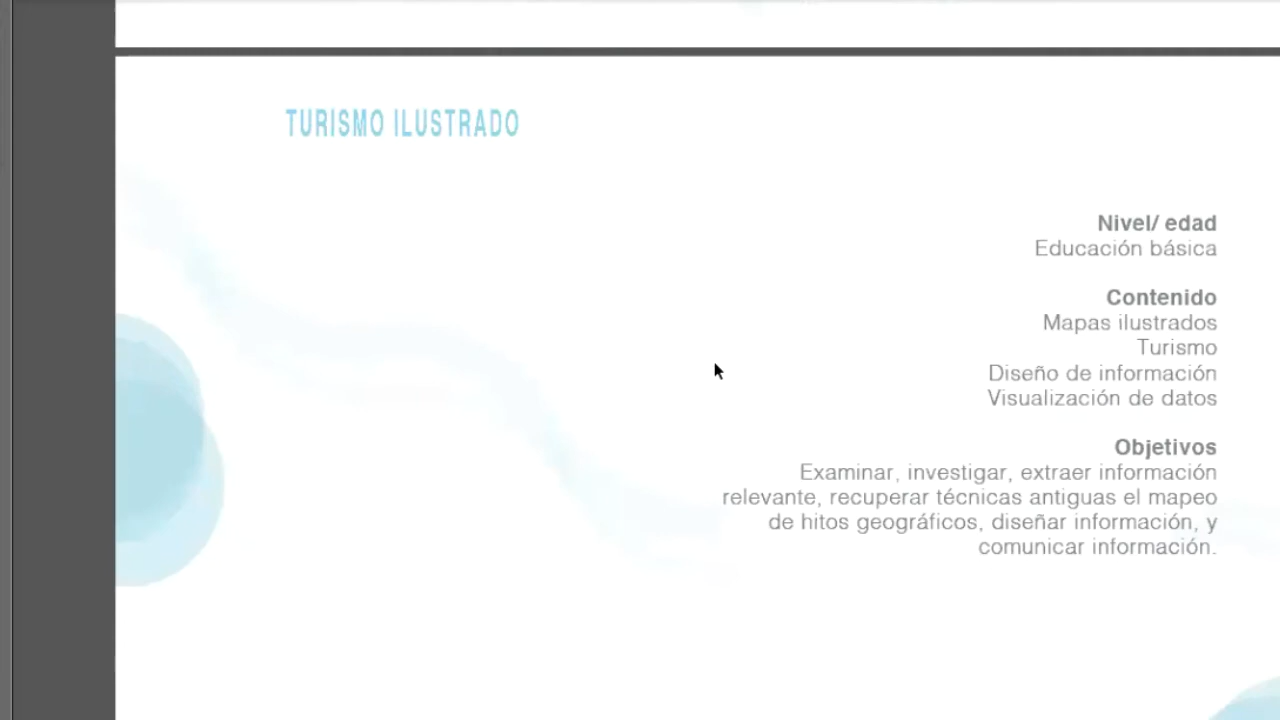 TURISMO ILUSTRADO
Nivel/ edad
Educación básica
Contenido
Mapas ilustrados
Turismo
Diseño de información
Visualización de datos
Objetivos
Examinar, investigar, extraer información
relevante, recuperar técnicas antiguas el mapeo
de hitos geográficos, diseñar información, y
comunicar información.